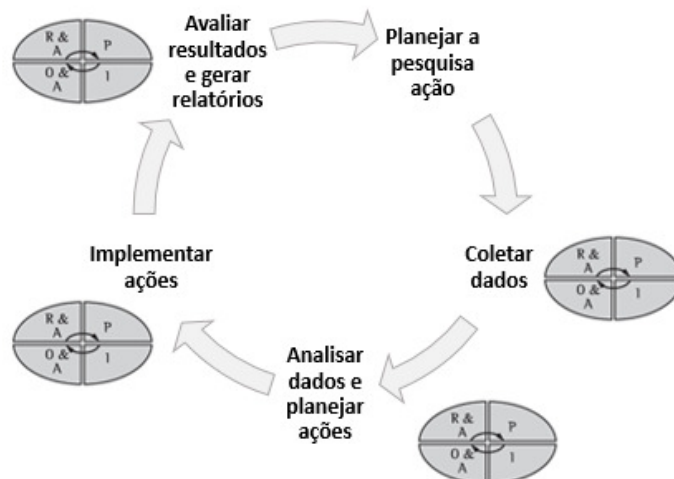 Avaliar
resultados
e gerar
relatórios
R &
A
P
O &
A
I
Planejar a
pesquisa
ação
Coletar
dados
R &
A
P
O &
A
I
Analisar
dados e
planejar
ações
R &
A
P
O &
A
I
Implementar
ações
R &
A
P
O &
A
I